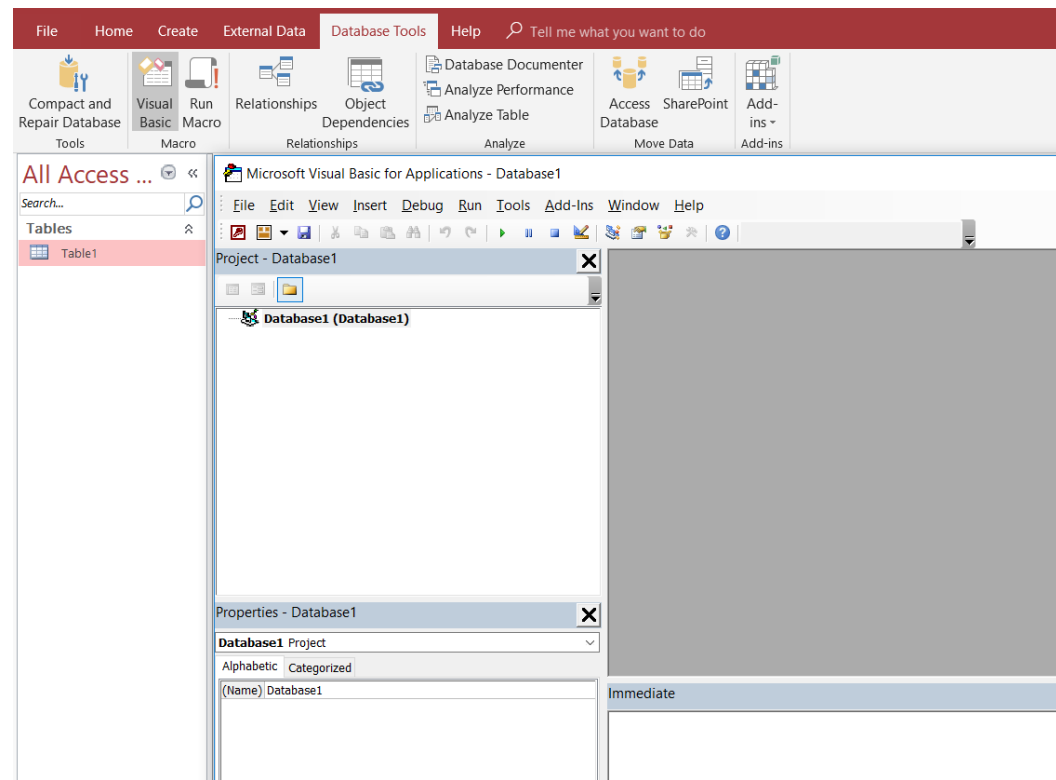 File Home Create External Data Database Tools Help Tell me what you want to do
Compact and Repair Database
Visual Basic
Run Macro
Relationships
Object Dependencies
Database Documenter
Analyze Performance
Analyze Table
Access Database
SharePoint
Add-ins
Tools Macro Relationships Analyze Move Data Add-ins
All Access ...
Search...
Tables
Table1
Microsoft Visual Basic for Applications - Database1
File Edit View Insert Debug Run Tools Add-Ins Window Help
Project - Database1
Database1 (Database1)
Properties - Database1
Database1 Project
Alphabetic Categorized
(Name) Database1
Immediate